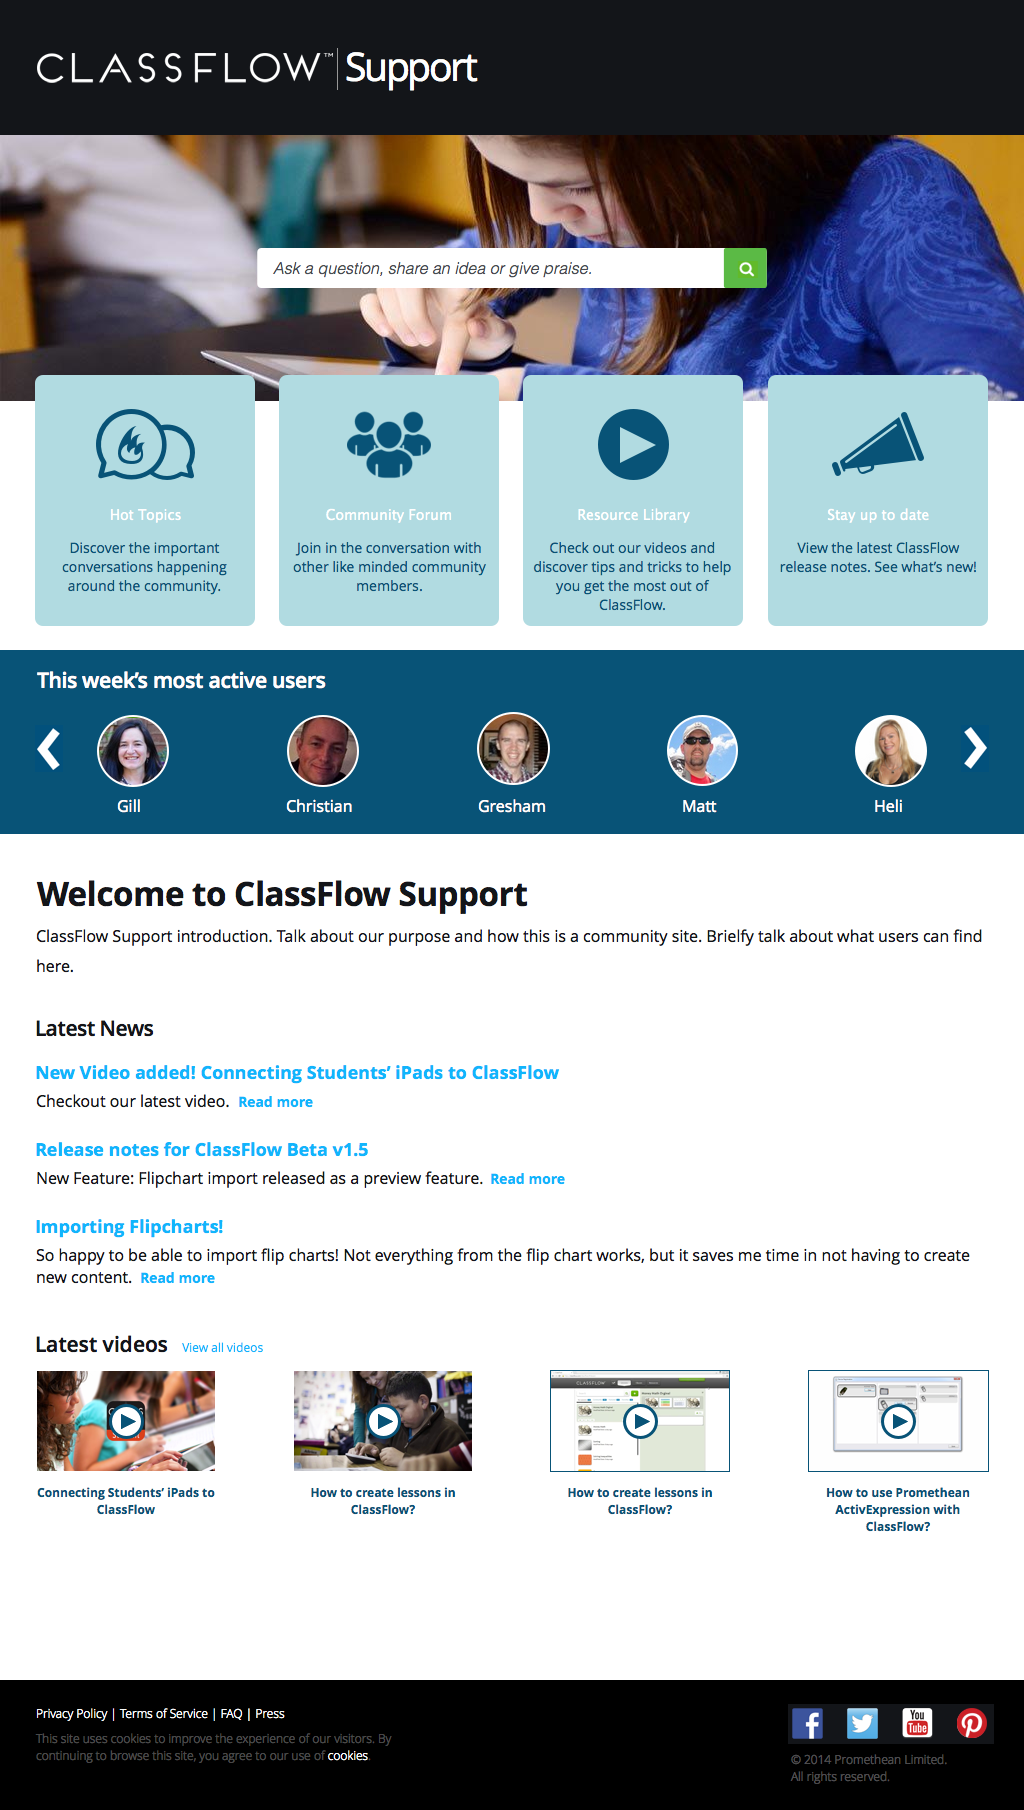 CLASSFLOW™ Support
Ask a question, share an idea or give praise.
Hot Topics
Discover the important
conversations happening
around the community.
Community Forum
Join in the conversation with
other like minded community
members.
Resource Library
Check out our videos and
discover tips and tricks to help
you get the most out of
ClassFlow.
Stay up to date
View the latest ClassFlow
release notes. See what's new!
This week's most active users
Gill
Christian
Gresham
Matt
Heli
Welcome to ClassFlow Support
ClassFlow Support introduction. Talk about our purpose and how this is a community site. Brielfy talk about what users can find
here.
Latest News
New Video added! Connecting Students' iPads to ClassFlow
Checkout our latest video. Read more
Release notes for ClassFlow Beta v1.5
New Feature: Flipchart import released as a preview feature. Read more
Importing Flipcharts!
So happy to be able to import flip charts! Not everything from the flip chart works, but it saves me time in not having to create
new content. Read more
Latest videos View all videos
CLASSFLOW
Connecting Students' iPads to
ClassFlow
How to create lessons in
ClassFlow?
How to create lessons in
ClassFlow?
How to use Promethean
ActivExpression with
ClassFlow?
Privacy Policy | Terms of Service | FAQ | Press
This site uses cookies to improve the experience of our visitors. By
continuing to browse this site, you agree to our use of cookies.
You
Tube
© 2014 Promethean Limited.
All rights reserved.